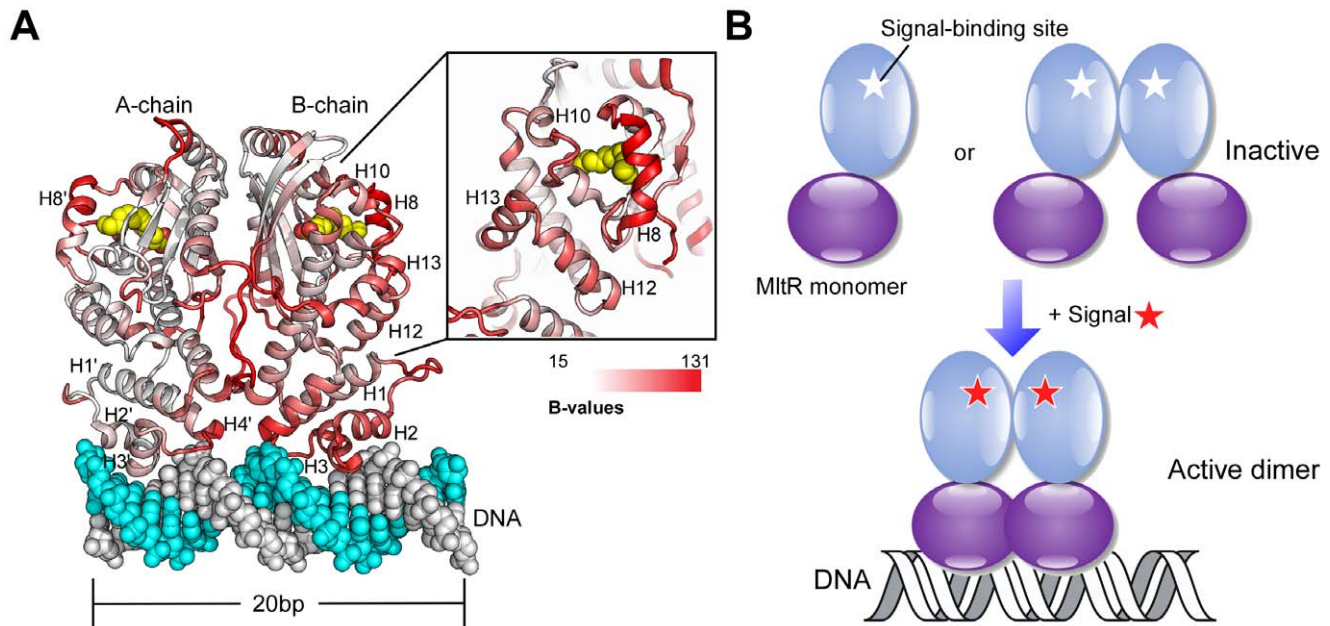 A
A-chain
B-chain
H10
H8'
H8
H13
H12
H1'
H1
H2'
H4'
H2
H3'
H3
DNA
20bp
H10
H13
H8
H12
15
131
B-values
B
Signal-binding site
or
Inactive
MltR monomer
+ Signal
Active dimer
DNA